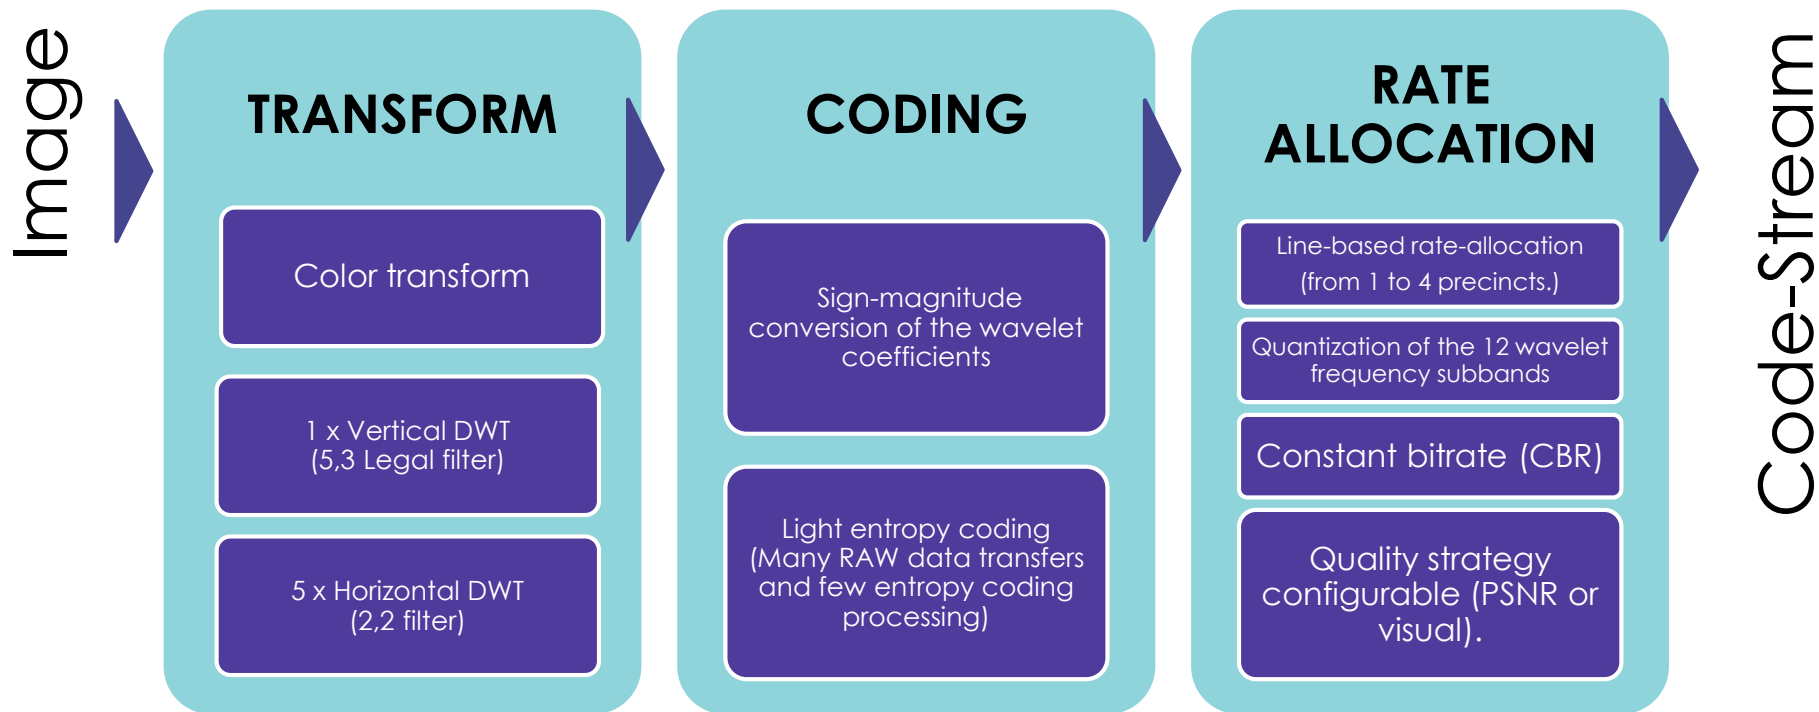 Image
TRANSFORM
Color transform
1 x Vertical DWT
(5,3 Legal filter)
5 x Horizontal DWT
(2,2 filter)
CODING
Sign-magnitude
conversion of the wavelet
coefficients
Light entropy coding
(Many RAW data transfers
and few entropy coding
processing)
RATE
ALLOCATION
Line-based rate-allocation
(from 1 to 4 precincts.)
Quantization of the 12 wavelet
frequency subbands
Constant bitrate (CBR)
Quality strategy
configurable (PSNR or
visual).
Code-Stream